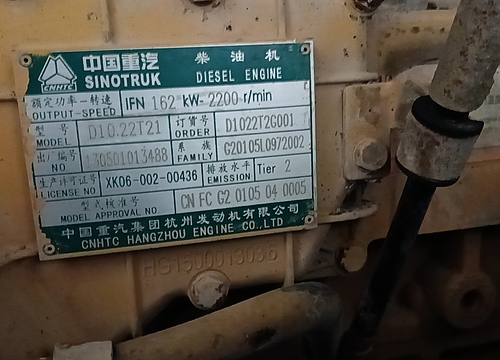 中国重汽 柴油机
CNHTC SINOTRUK DIESEL ENGINE
额定功率—转速 IFN 162 kW- 2200 r/min
OUTPUT-SPEED
型号 D10.22T21 订货号 D1022T2G001
MODEL ORDER NO.
出厂编号 130501013488 系族 G20105L0972002
NO FAMILY
生产许可证号 XK06-002-00436 排放水平 Tier 2
LICENSE NO EMISSION
型式核准号 CN FC G2 0105 04 0005
MODEL APPROVAL NO
中国重汽集团杭州发动机有限公司
CNHTC HANGZHOU ENGINE CO.,LTD